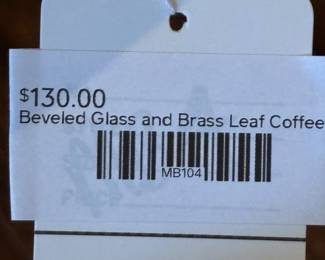 $130.00
Beveled Glass and Brass Leaf Coffee
MB104